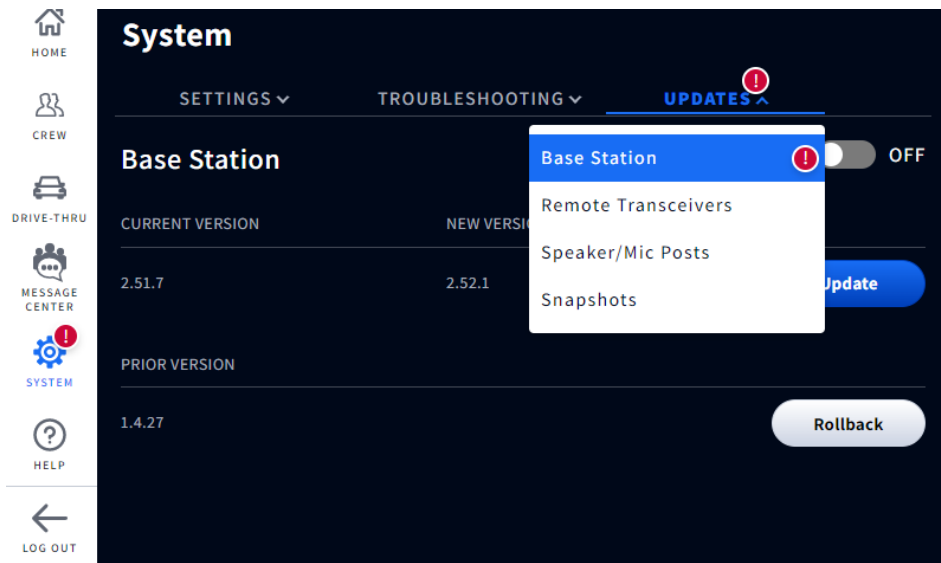 HOME
CREW
DRIVE-THRU
MESSAGE
CENTER
SYSTEM
HELP
LOG OUT
System
SETTINGS
TROUBLESHOOTING
UPDATES
Base Station
OFF
Base Station
Remote Transceivers
Speaker/Mic Posts
Snapshots
CURRENT VERSION
NEW
2.51.7
2.52.1
Update
PRIOR VERSION
1.4.27
Rollback